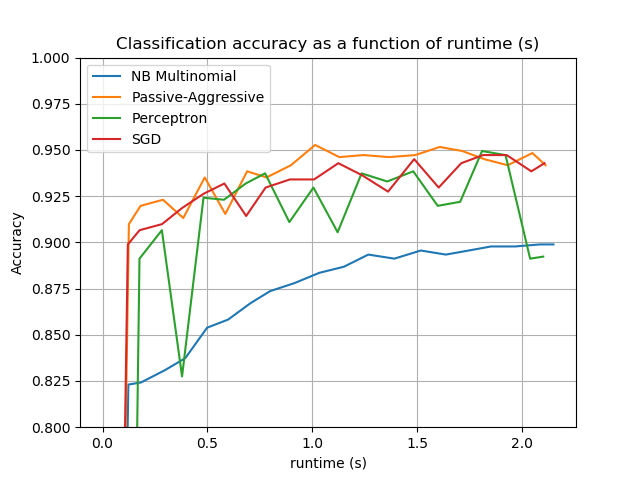 Classification accuracy as a function of runtime (s)
NB Multinomial
Passive-Aggressive
Perceptron
SGD
Accuracy
1.000
0.975
0.950
0.925
0.900
0.875
0.850
0.825
0.800
0.0 0.5 1.0 1.5 2.0
runtime (s)